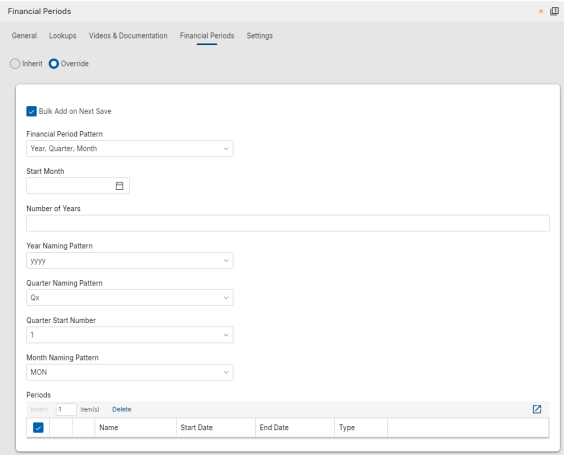 Financial Periods
General Lookups Videos & Documentation Financial Periods Settings
Inherit Override
Bulk Add on Next Save
Financial Period Pattern
Year, Quarter, Month
Start Month
Number of Years
Year Naming Pattern
yyyy
Quarter Naming Pattern
Qx
Quarter Start Number
1
Month Naming Pattern
MON
Periods
Insert 1 item(s) Delete
Name Start Date End Date Type